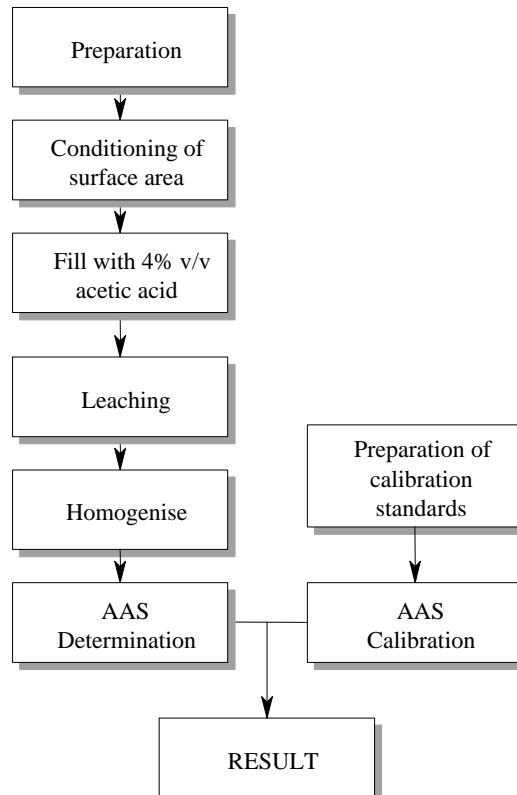 Preparation
Conditioning of
surface area
Fill with 4% v/v
acetic acid
Leaching
Homogenise
AAS
Determination
Preparation of
calibration
standards
AAS
Calibration
RESULT